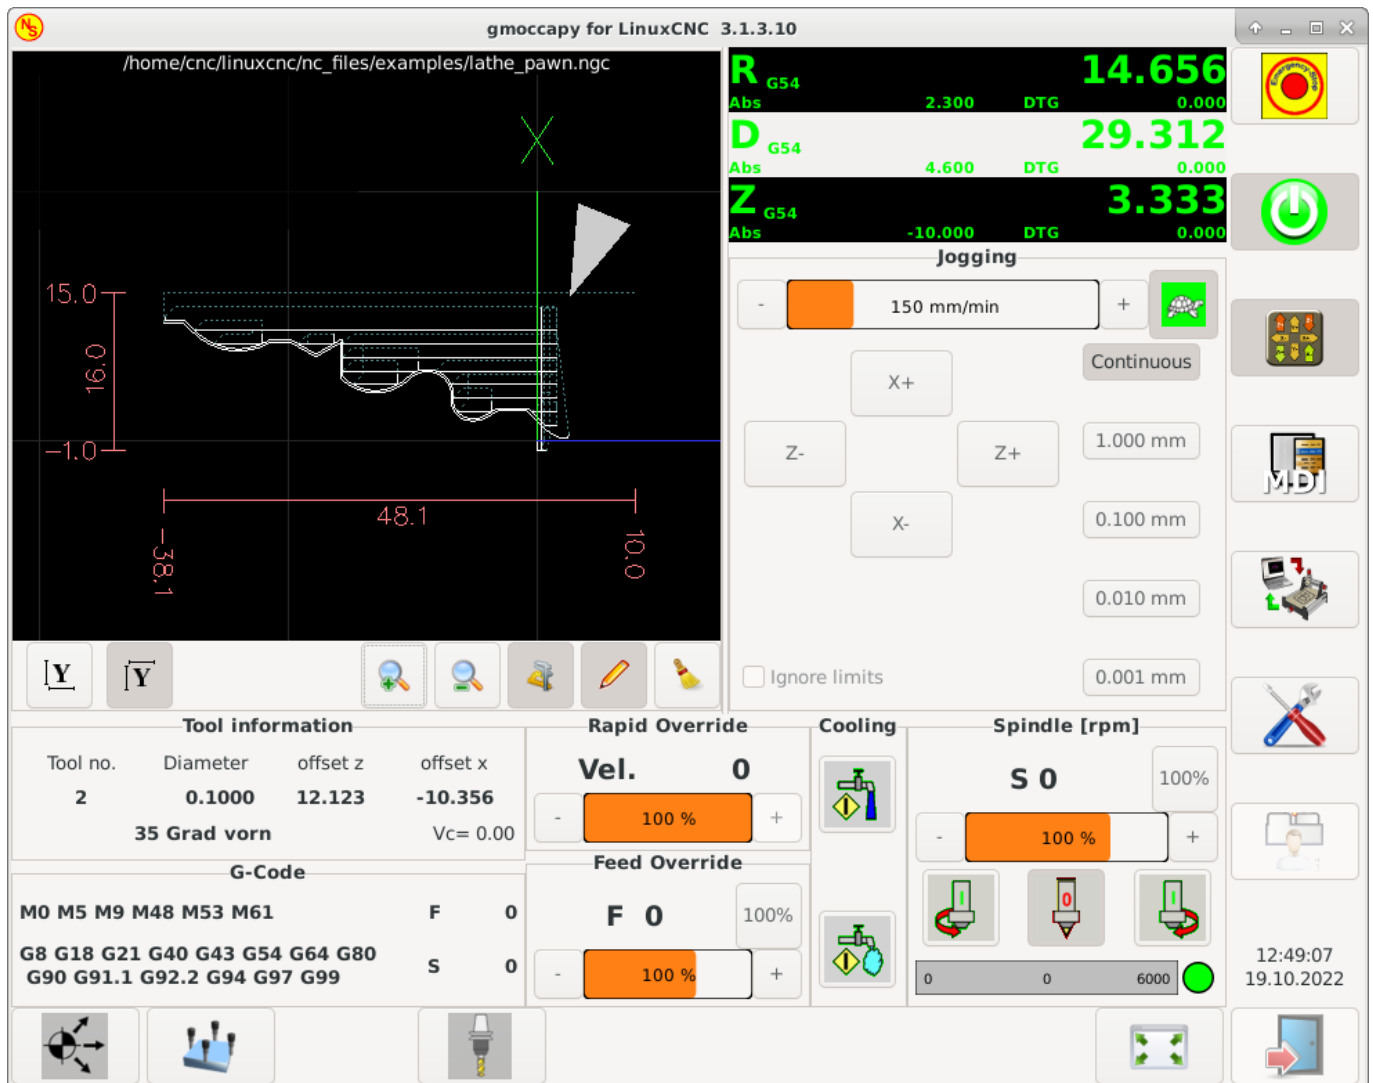 NS
gmoccapy for LinuxCNC 3.1.3.10
/home/cnc/linuxcnc/nc_files/examples/lathe_pawn.ngc
X
15.0
16.0
-1.0
48.1
-38.1
10.0
R G54 14.656
Abs 2.300 DTG 0.000
D G54 29.312
Abs 4.600 DTG 0.000
Z G54 3.333
Abs -10.000 DTG 0.000
Emergency-Stop
Jogging
- 150 mm/min +
Continuous
X+
Z- Z+
X-
1.000 mm
0.100 mm
0.010 mm
0.001 mm
Ignore limits
MDI
Y Y
Tool information
Tool no. Diameter offset z offset x
2 0.1000 12.123 -10.356
35 Grad vorn Vc= 0.00
G-Code
M0 M5 M9 M48 M53 M61 F 0
G8 G18 G21 G40 G43 G54 G64 G80
G90 G91.1 G92.2 G94 G97 G99
S 0
Rapid Override
Vel. 0
- 100 % +
Feed Override
F 0 100%
- 100 % +
Cooling
Spindle [rpm]
S 0 100%
- 100 % +
I 0 I
0 0 6000
12:49:07
19.10.2022